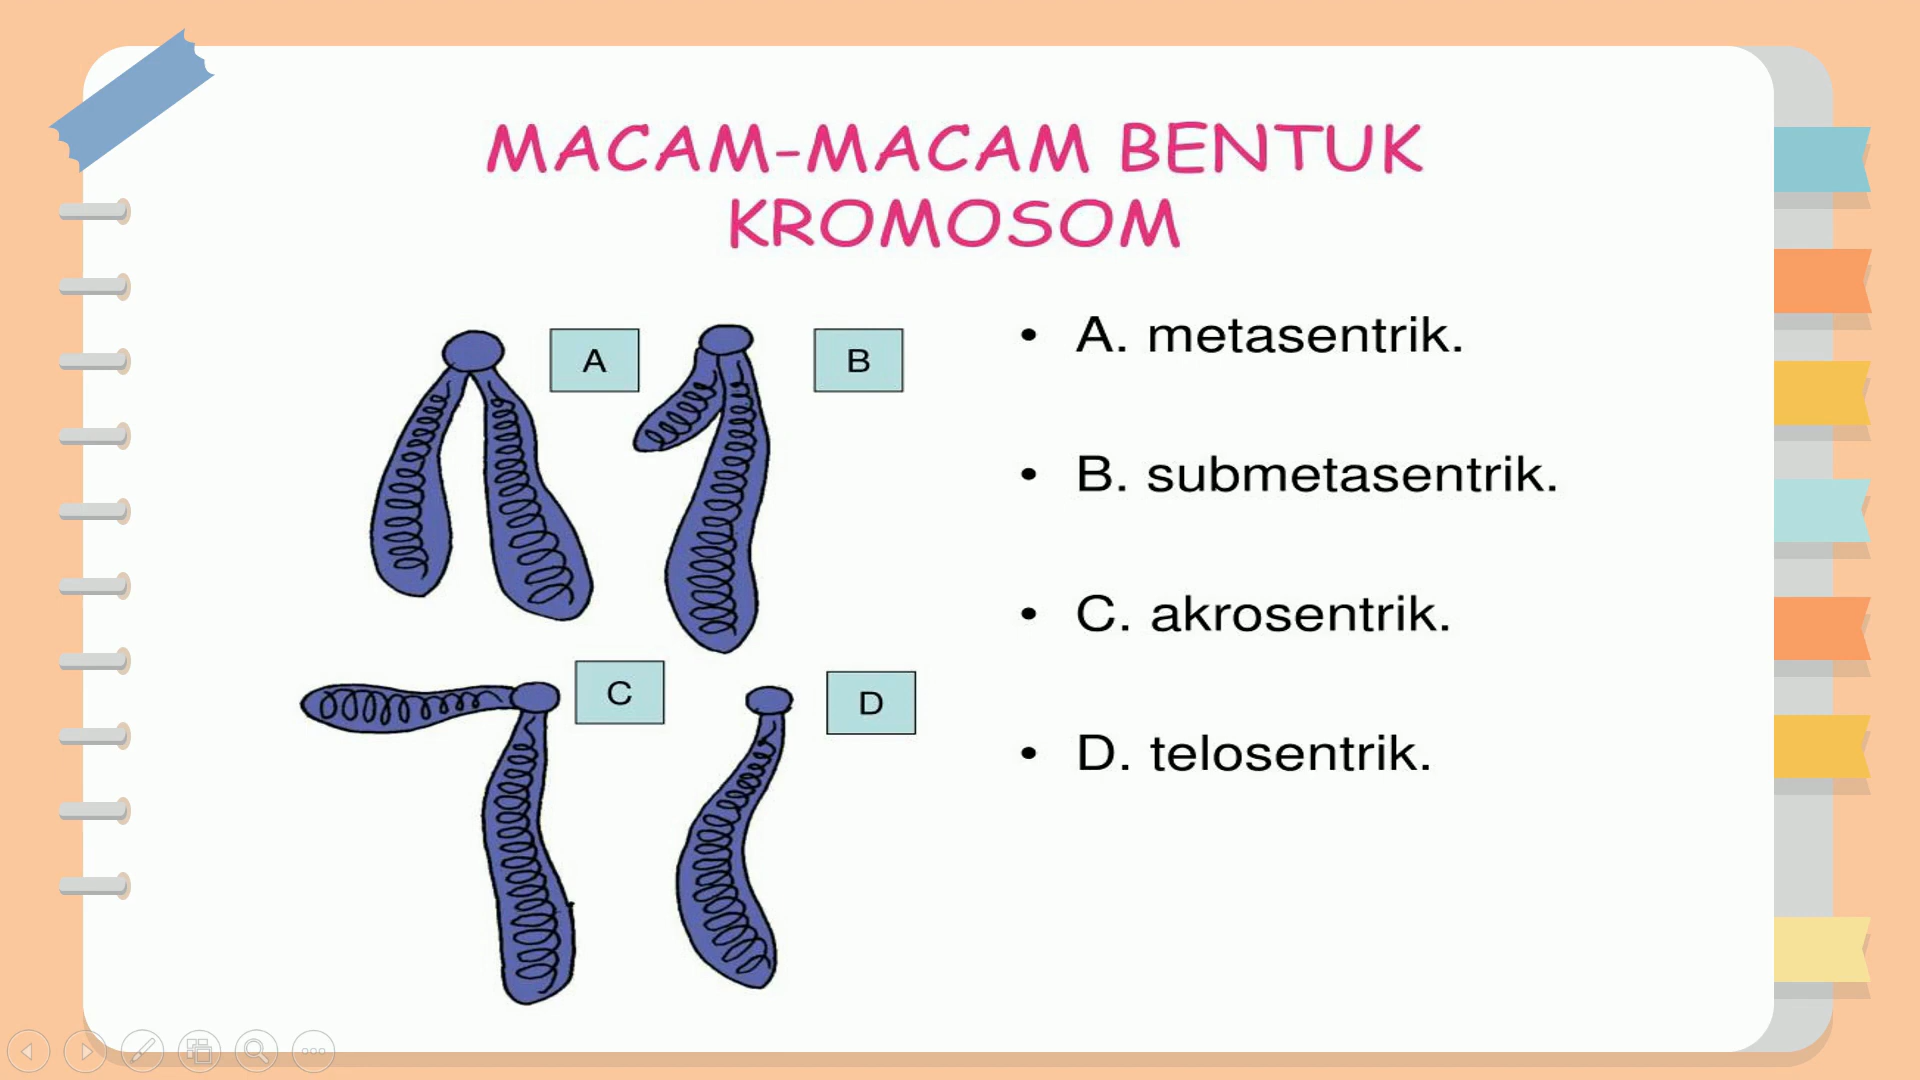 MACAM-MACAM BENTUK
KROMOSOM
A
B
C
D
• A. metasentrik.
• B. submetasentrik.
• C. akrosentrik.
• D. telosentrik.